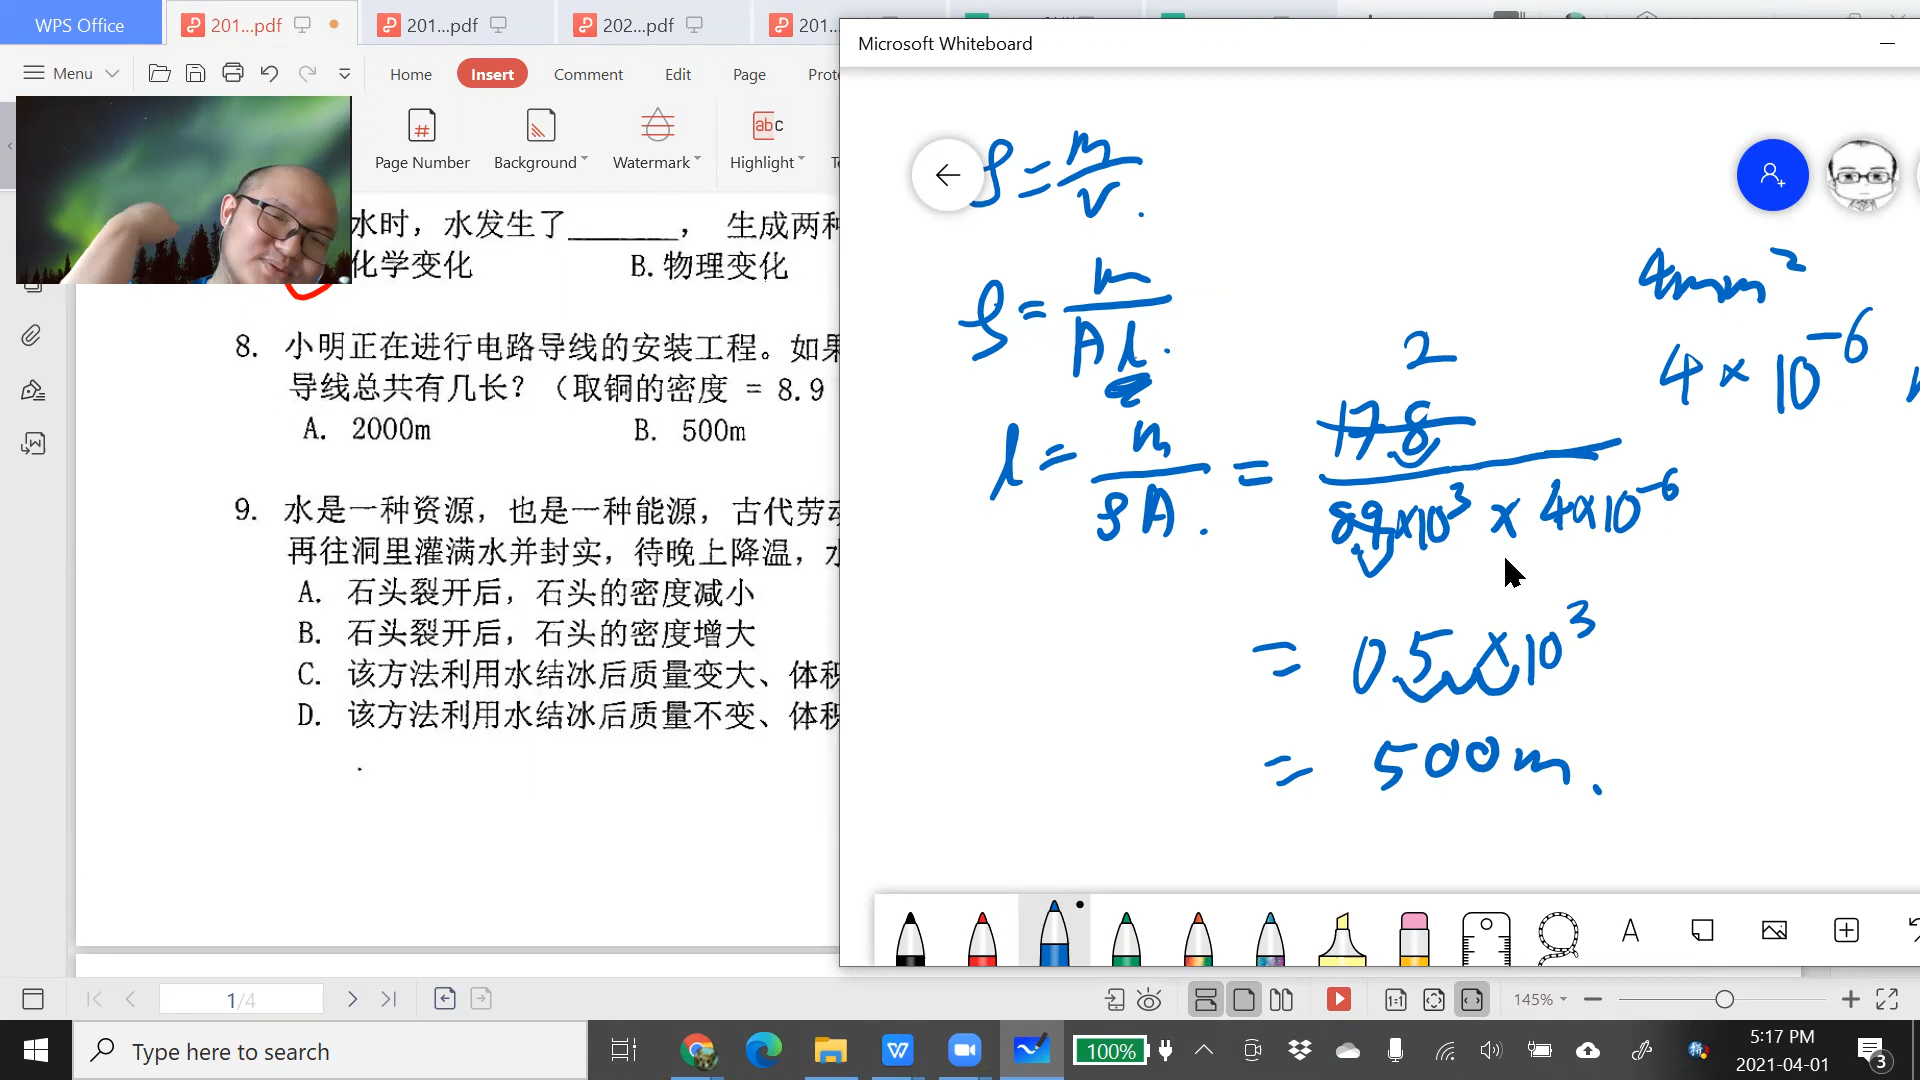 WPS Office
201...pdf
201...pdf
202...pdf
201...
Microsoft Whiteboard
Menu
Home
Insert
Comment
Edit
Page
Prote
Page Number
Background
Watermark
Highlight
水时，水发生了_______， 生成两种
化学变化 B. 物理变化
8. 小明正在进行电路导线的安装工程。如果
导线总共有几长？（取铜的密度 = 8.9
A. 2000m B. 500m
9. 水是一种资源，也是一种能源，古代劳动
再往洞里灌满水并封实，待晚上降温，水
A. 石头裂开后，石头的密度减小
B. 石头裂开后，石头的密度增大
C. 该方法利用水结冰后质量变大、体积
D. 该方法利用水结冰后质量不变、体积
ρ = m/V.
ρ = m/(A l).
l = m/(ρA). = 17.8/(8.9×10³ × 4×10⁻⁶)
2
4mm²
4 × 10⁻⁶
= 0.5 × 10³
= 500m.
1/4
145%
Type here to search
100%
5:17 PM
2021-04-01
3